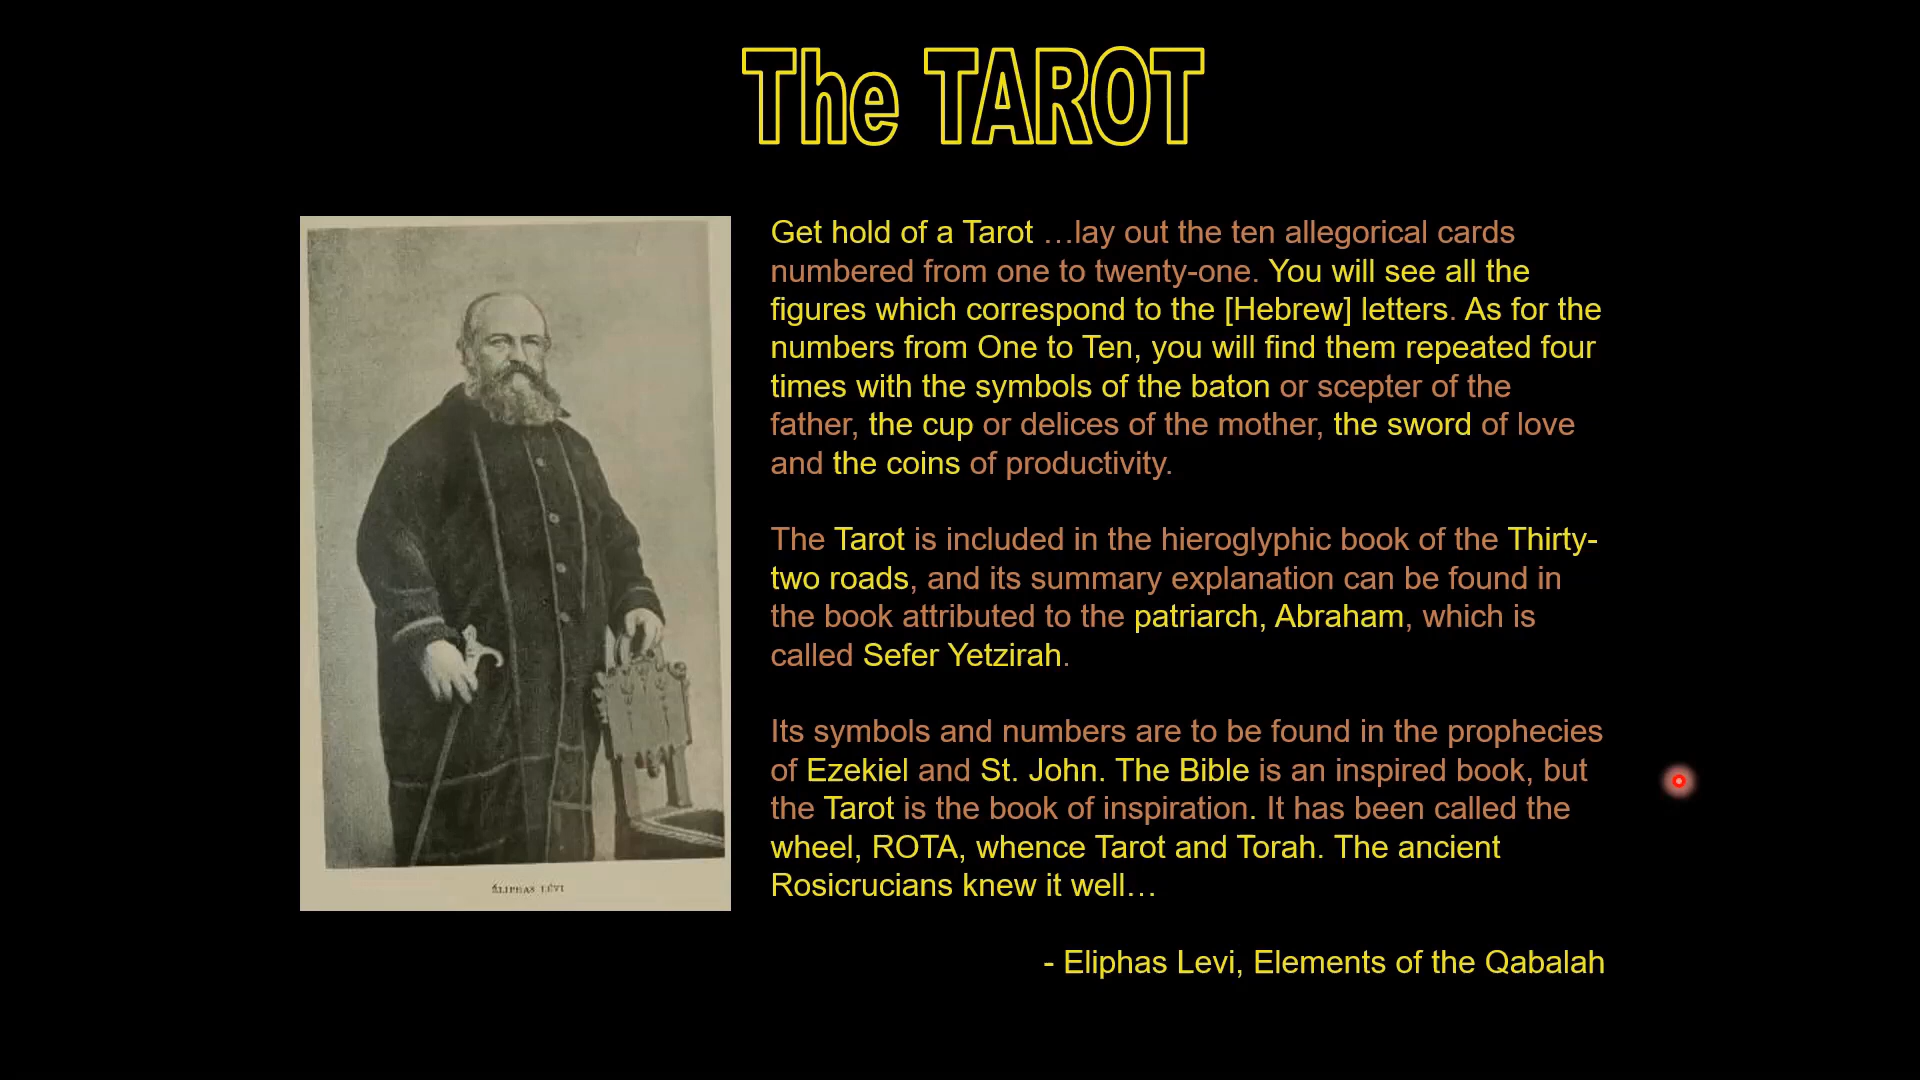 The TAROT
Get hold of a Tarot …lay out the ten allegorical cards
numbered from one to twenty-one. You will see all the
figures which correspond to the [Hebrew] letters. As for the
numbers from One to Ten, you will find them repeated four
times with the symbols of the baton or scepter of the
father, the cup or delices of the mother, the sword of love
and the coins of productivity.
The Tarot is included in the hieroglyphic book of the Thirty-
two roads, and its summary explanation can be found in
the book attributed to the patriarch, Abraham, which is
called Sefer Yetzirah.
Its symbols and numbers are to be found in the prophecies
of Ezekiel and St. John. The Bible is an inspired book, but
the Tarot is the book of inspiration. It has been called the
wheel, ROTA, whence Tarot and Torah. The ancient
Rosicrucians knew it well…
- Eliphas Levi, Elements of the Qabalah
ÉLIPHAS LÉVI